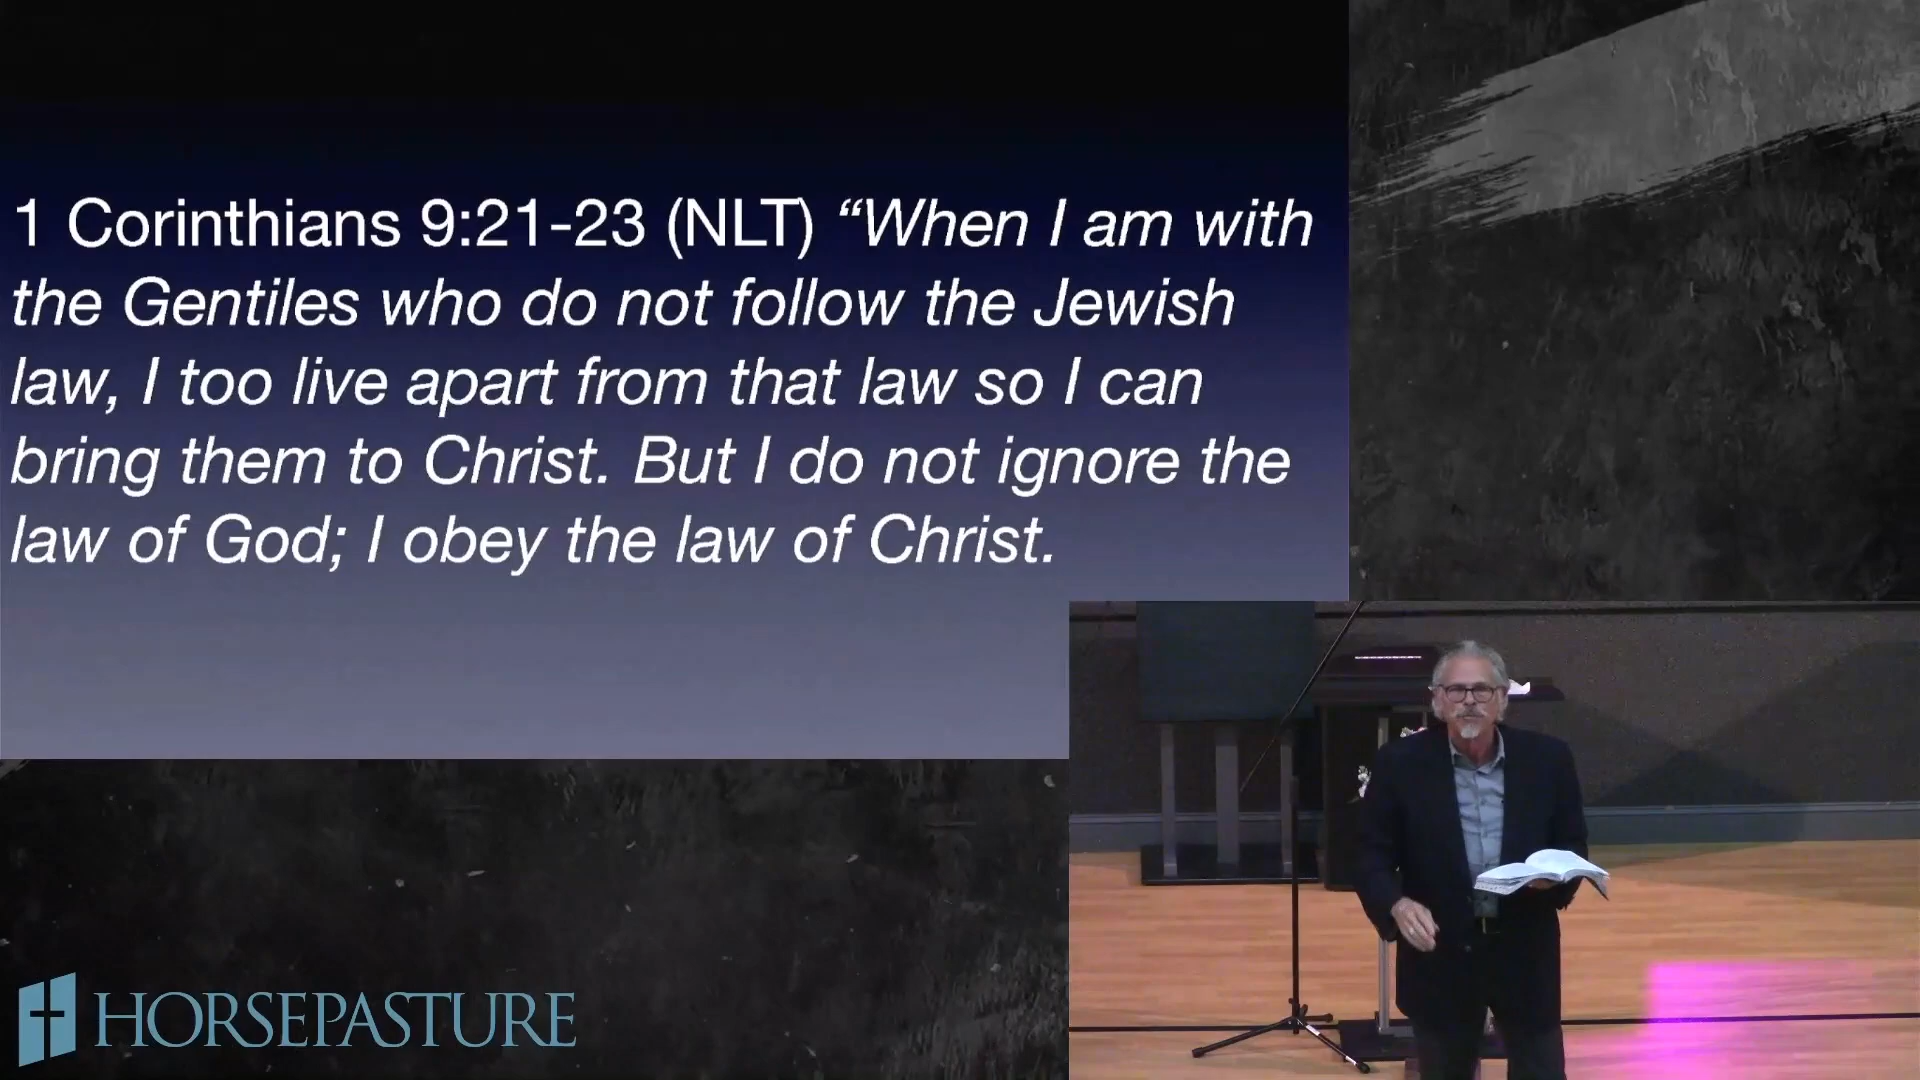 1 Corinthians 9:21-23 (NLT) “When I am with
the Gentiles who do not follow the Jewish
law, I too live apart from that law so I can
bring them to Christ. But I do not ignore the
law of God; I obey the law of Christ.
HORSEPASTURE